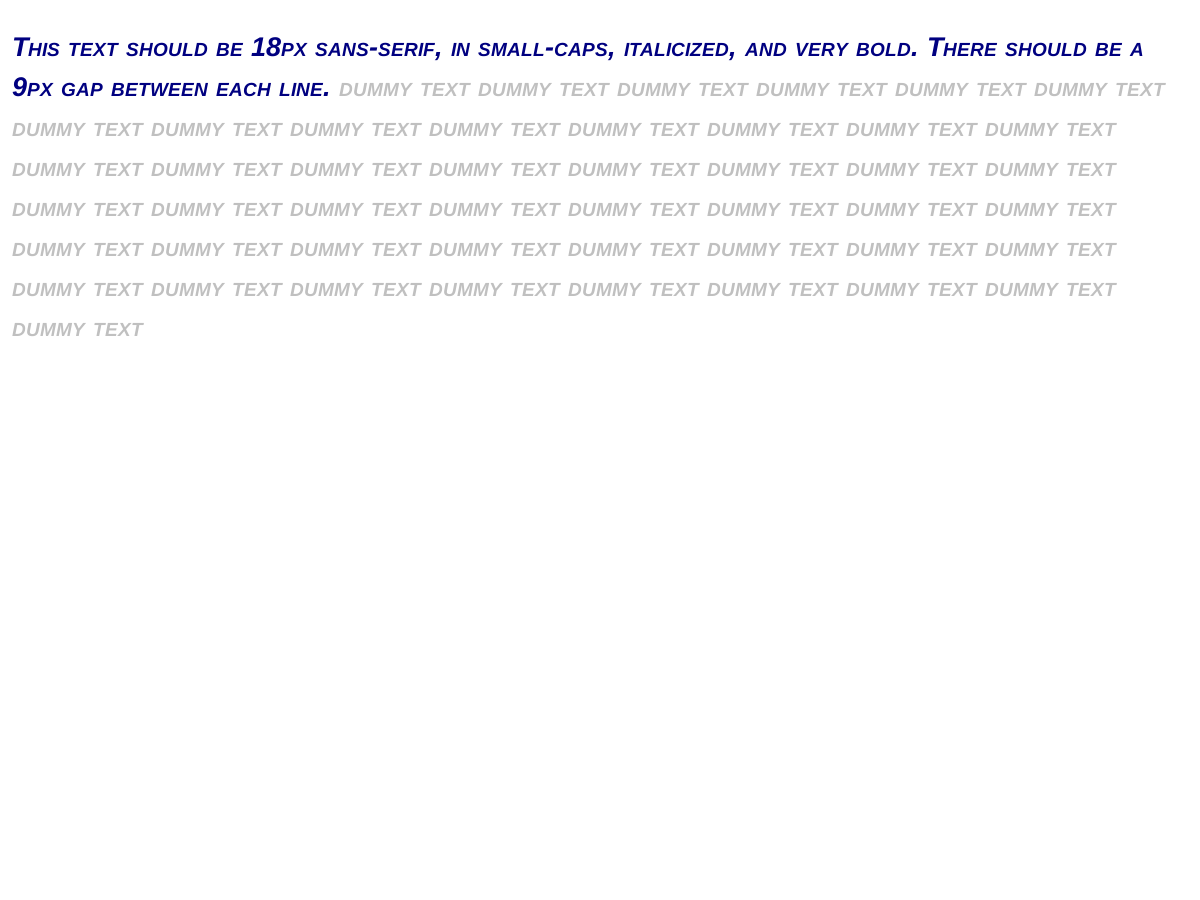 This text should be 18px sans-serif, in small-caps, italicized, and very bold. There should be a
9px gap between each line. dummy text dummy text dummy text dummy text dummy text dummy text
dummy text dummy text dummy text dummy text dummy text dummy text dummy text dummy text
dummy text dummy text dummy text dummy text dummy text dummy text dummy text dummy text
dummy text dummy text dummy text dummy text dummy text dummy text dummy text dummy text
dummy text dummy text dummy text dummy text dummy text dummy text dummy text dummy text
dummy text dummy text dummy text dummy text dummy text dummy text dummy text dummy text
dummy text